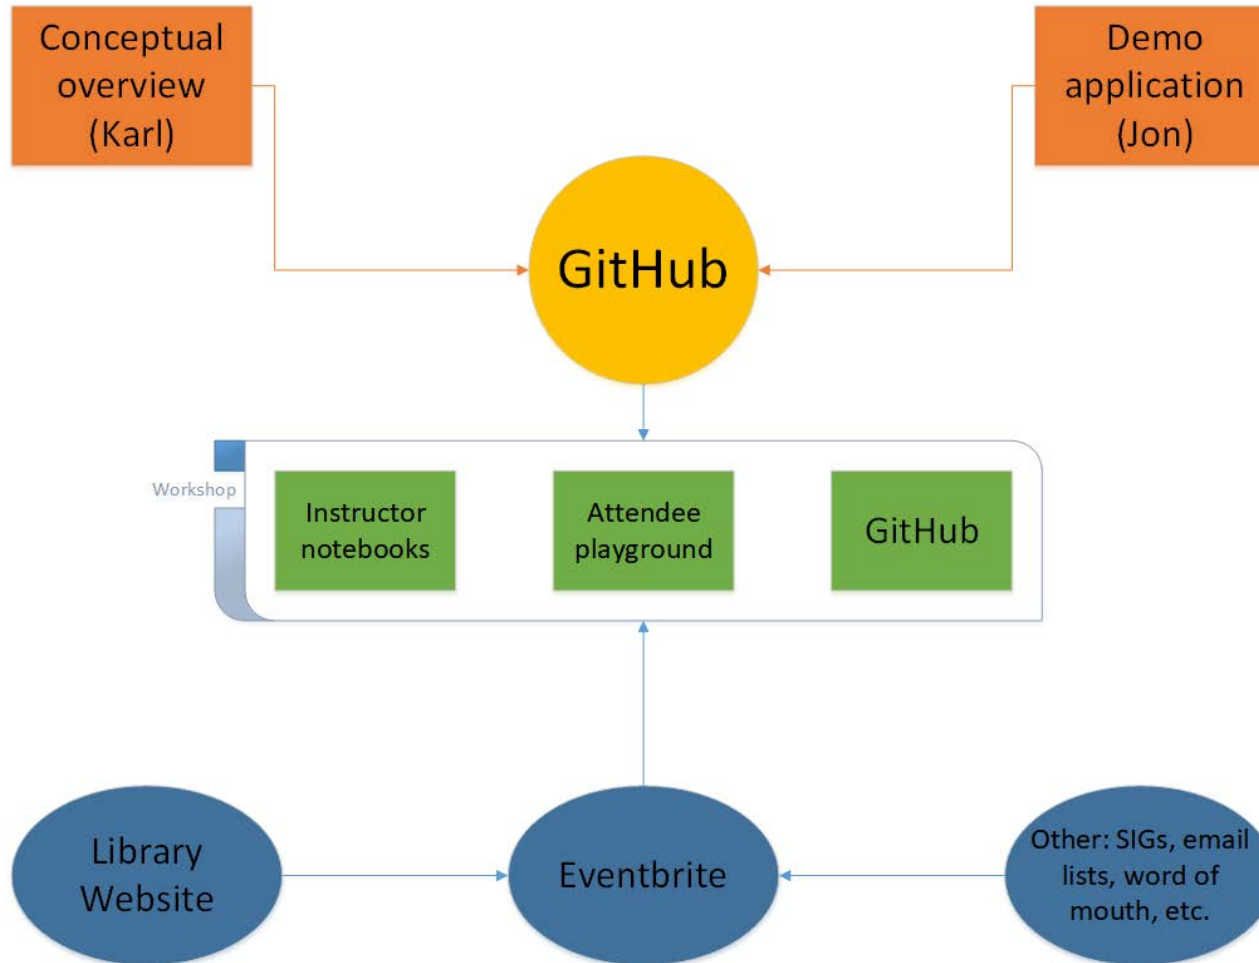 Conceptual
overview
(Karl)
Demo
application
(Jon)
GitHub
Workshop
Instructor
notebooks
Attendee
playground
GitHub
Library
Website
Eventbrite
Other: SIGs, email
lists, word of
mouth, etc.